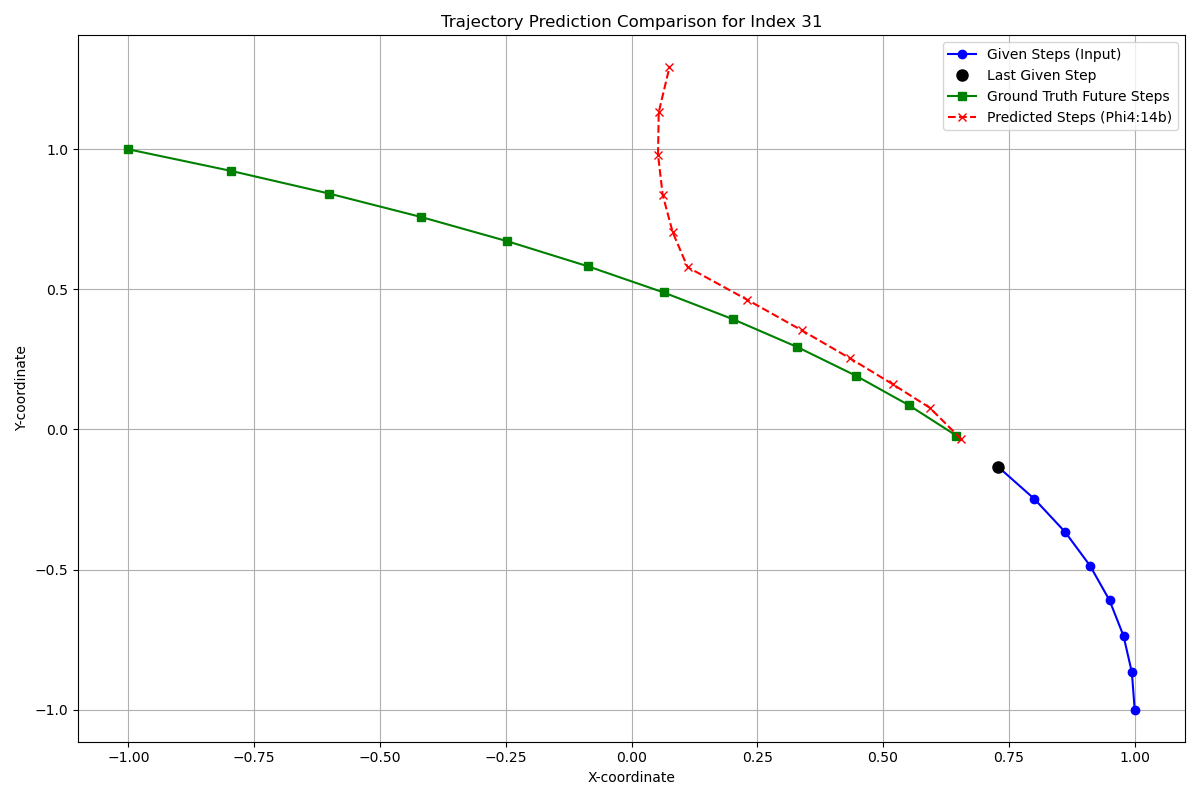 Trajectory Prediction Comparison for Index 31
Given Steps (Input)
Last Given Step
Ground Truth Future Steps
Predicted Steps (Phi4:14b)
Y-coordinate
1.0
0.5
0.0
−0.5
−1.0
−1.00 −0.75 −0.50 −0.25 0.00 0.25 0.50 0.75 1.00
X-coordinate